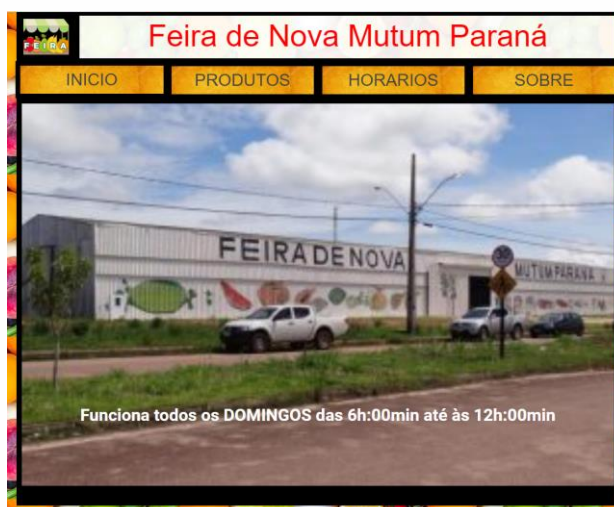 FEIRA
Feira de Nova Mutum Paraná
INICIO
PRODUTOS
HORARIOS
SOBRE
FEIRA DE NOVA
MUTUM PARANÁ
30
Funciona todos os DOMINGOS das 6h:00min até às 12h:00min